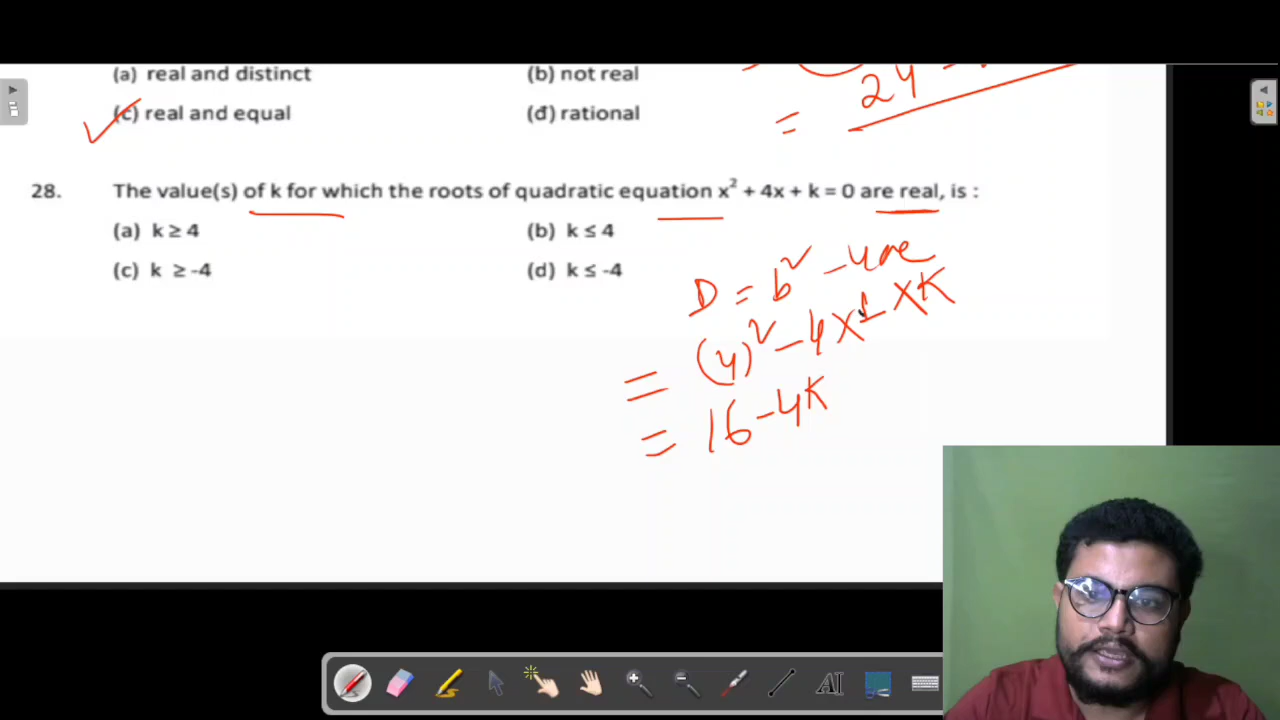 (a) real and distinct (b) not real
24 -
(c) real and equal (d) rational
=
28. The value(s) of k for which the roots of quadratic equation x² + 4x + k = 0 are real, is :
(a) k ≥ 4 (b) k ≤ 4
(c) k ≥ -4 (d) k ≤ -4
D = b² - 4ac
= (4)² - 4 x 1 x K
= 16 - 4K
AI